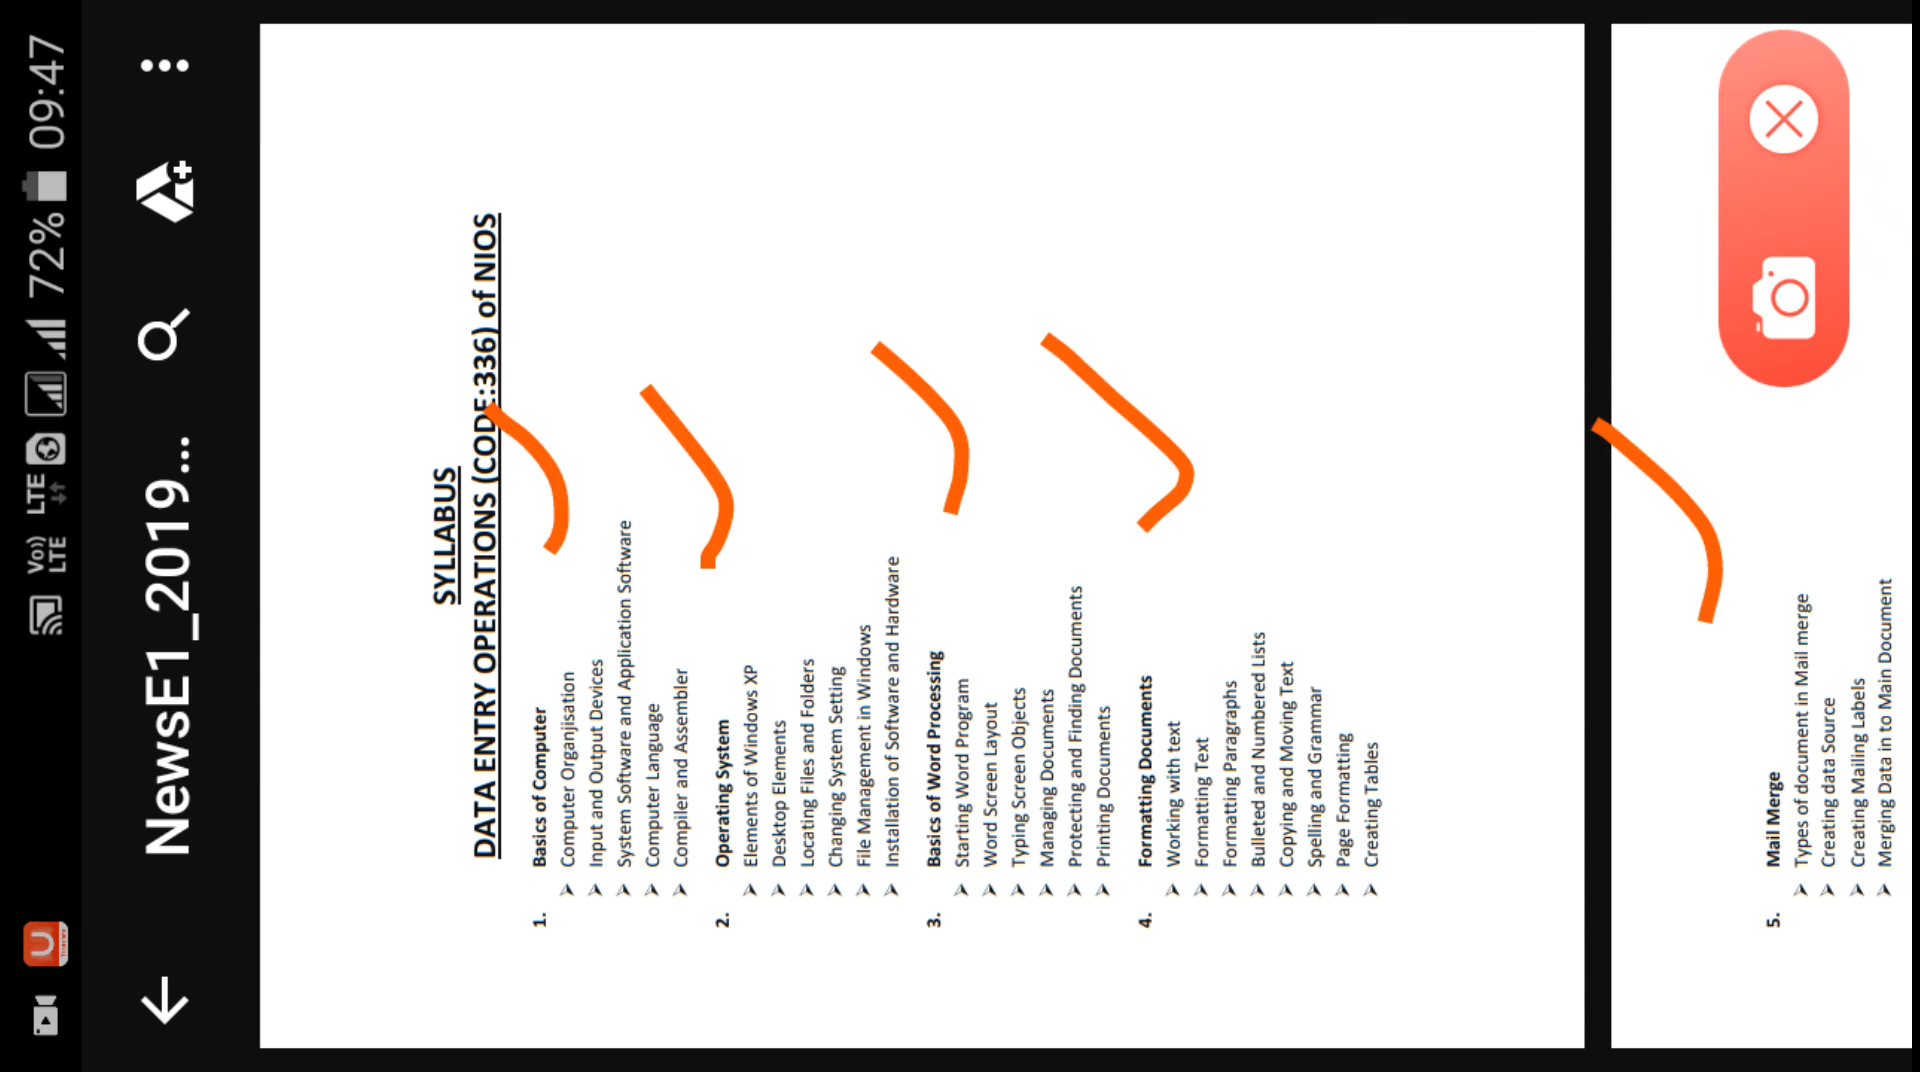 09:47
72%
LTE
Vo))
LTE
NewsE1_2019...
SYLLABUS
DATA ENTRY OPERATIONS (CODE:336) of NIOS
1. Basics of Computer
➤ Computer Organjisation
➤ Input and Output Devices
➤ System Software and Application Software
➤ Computer Language
➤ Compiler and Assembler
2. Operating System
➤ Elements of Windows XP
➤ Desktop Elements
➤ Locating Files and Folders
➤ Changing System Setting
➤ File Management in Windows
➤ Installation of Software and Hardware
3. Basics of Word Processing
➤ Starting Word Program
➤ Word Screen Layout
➤ Typing Screen Objects
➤ Managing Documents
➤ Protecting and Finding Documents
➤ Printing Documents
4. Formatting Documents
➤ Working with text
➤ Formatting Text
➤ Formatting Paragraphs
➤ Bulleted and Numbered Lists
➤ Copying and Moving Text
➤ Spelling and Grammar
➤ Page Formatting
➤ Creating Tables
5. Mail Merge
➤ Types of document in Mail merge
➤ Creating data Source
➤ Creating Mailing Labels
➤ Merging Data in to Main Document